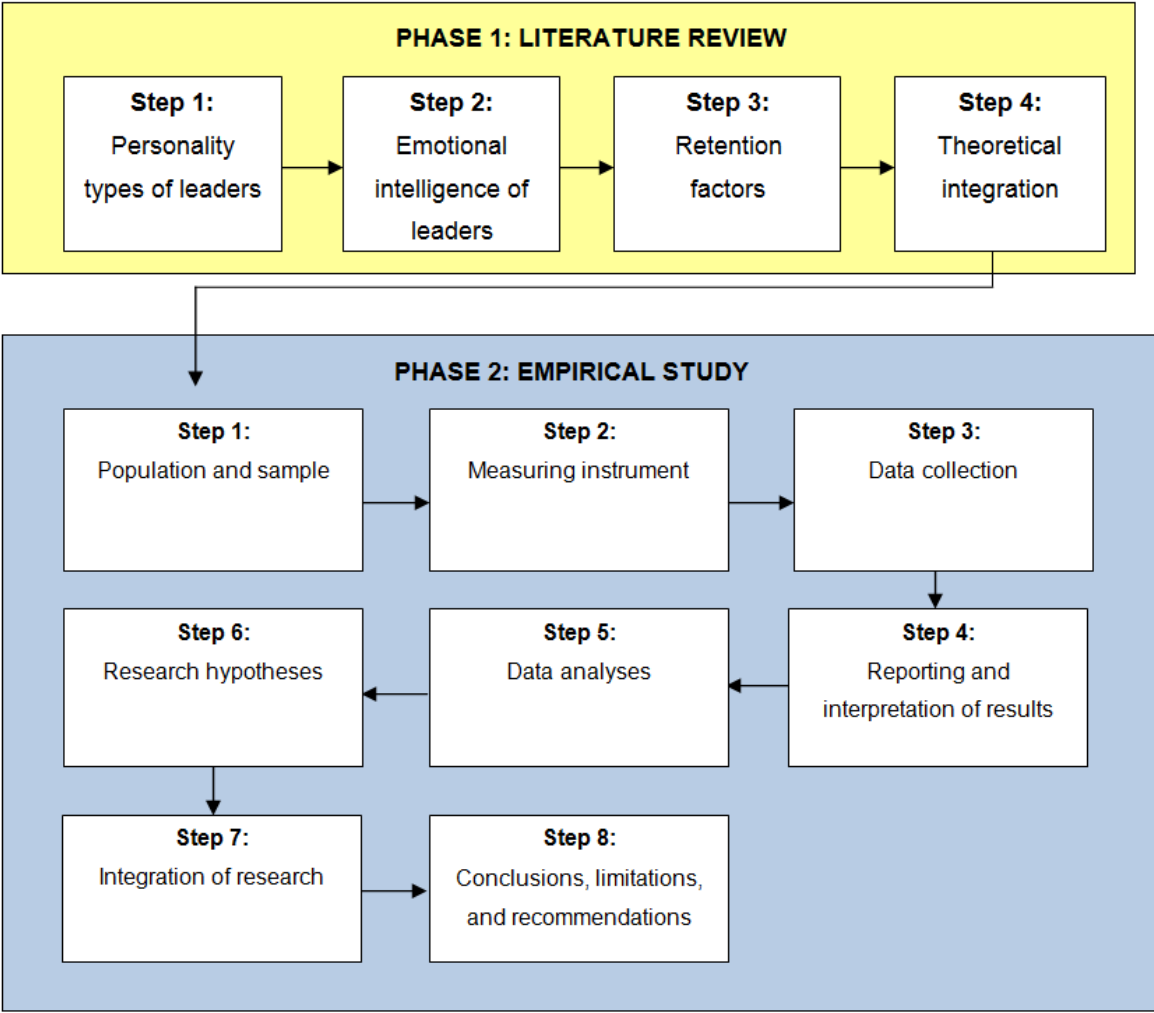 PHASE 1: LITERATURE REVIEW
Step 1:
Personality
types of leaders
Step 2:
Emotional
intelligence of
leaders
Step 3:
Retention
factors
Step 4:
Theoretical
integration
PHASE 2: EMPIRICAL STUDY
Step 1:
Population and sample
Step 2:
Measuring instrument
Step 3:
Data collection
Step 4:
Reporting and
interpretation of results
Step 5:
Data analyses
Step 6:
Research hypotheses
Step 7:
Integration of research
Step 8:
Conclusions, limitations,
and recommendations